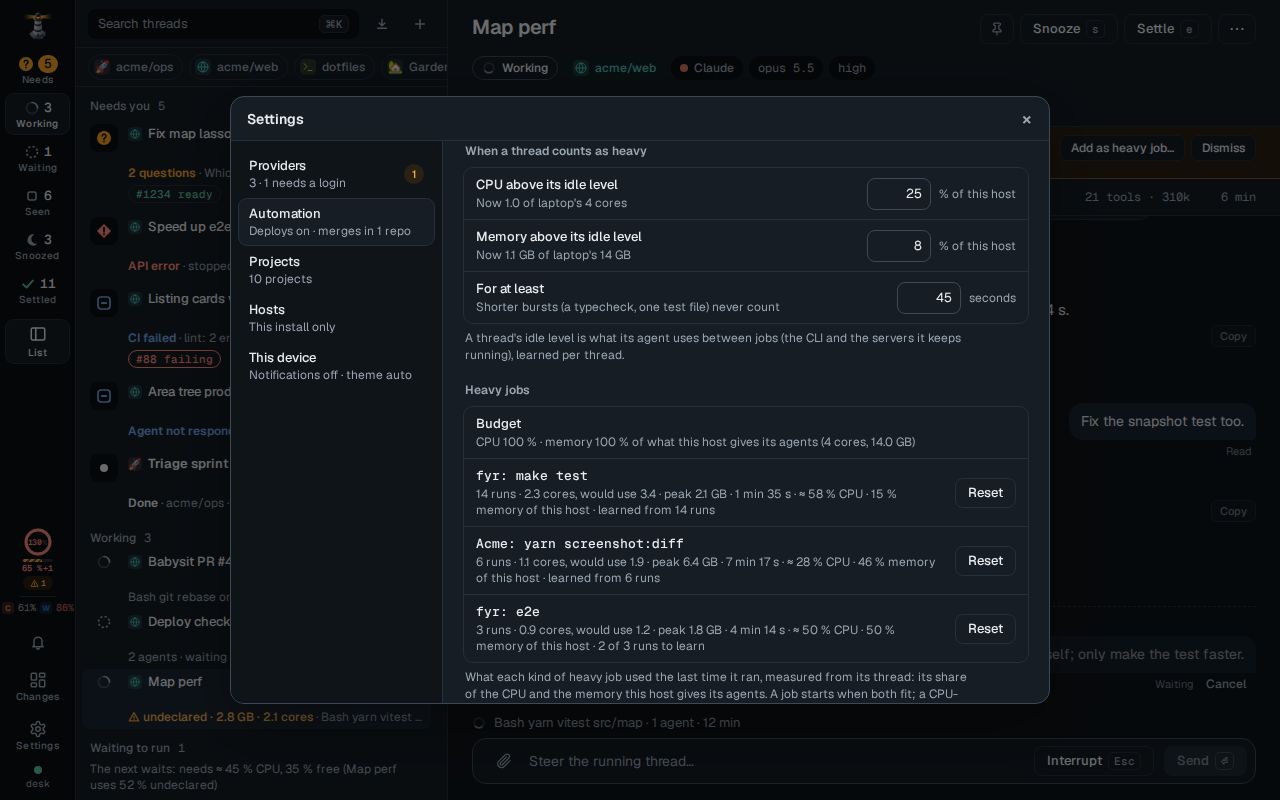 Search threads
⌘K
Map perf
Snooze s
Settle e
5
Needs
3
Working
1
Waiting
6
Seen
3
Snoozed
11
Settled
List
130%
65 %+1
1
C 61% W 86%
Changes
Settings
desk
acme/ops
acme/web
dotfiles
Garden
Working
acme/web
Claude
opus 5.5
high
Needs you 5
Fix map lasso
2 questions ·
#1234 ready
Speed up e2e
API error · stopped
Listing cards
CI failed · lint: 2
#88 failing
Area tree prod
Agent not respon
Triage sprint
Done · acme/ops ·
Working 3
Babysit PR #4
Bash git rebase
Deploy check
2 agents · waiting
Map perf
undeclared · 2.8 GB · 2.1 cores · Bash yarn vitest …
Waiting to run 1
The next waits: needs ≈ 45 % CPU, 35 % free (Map perf
uses 52 % undeclared)
Settings
×
Providers
3 · 1 needs a login
1
Automation
Deploys on · merges in 1 repo
Projects
10 projects
Hosts
This install only
This device
Notifications off · theme auto
When a thread counts as heavy
CPU above its idle level
Now 1.0 of laptop's 4 cores
25 % of this host
Memory above its idle level
Now 1.1 GB of laptop's 14 GB
8 % of this host
For at least
Shorter bursts (a typecheck, one test file) never count
45 seconds
A thread's idle level is what its agent uses between jobs (the CLI and the servers it keeps
running), learned per thread.
Heavy jobs
Budget
CPU 100 % · memory 100 % of what this host gives its agents (4 cores, 14.0 GB)
fyr: make test
14 runs · 2.3 cores, would use 3.4 · peak 2.1 GB · 1 min 35 s · ≈ 58 % CPU · 15 %
memory of this host · learned from 14 runs
Reset
Acme: yarn screenshot:diff
6 runs · 1.1 cores, would use 1.9 · peak 6.4 GB · 7 min 17 s · ≈ 28 % CPU · 46 % memory
of this host · learned from 6 runs
Reset
fyr: e2e
3 runs · 0.9 cores, would use 1.2 · peak 1.8 GB · 4 min 14 s · ≈ 50 % CPU · 50 %
memory of this host · 2 of 3 runs to learn
Reset
What each kind of heavy job used the last time it ran, measured from its thread: its share
of the CPU and the memory this host gives its agents. A job starts when both fit; a CPU-
Add as heavy job…
Dismiss
21 tools · 310k 6 min
4 s.
Copy
Fix the snapshot test too.
Read
Copy
self; only make the test faster.
Waiting Cancel
Bash yarn vitest src/map · 1 agent · 12 min
Steer the running thread…
Interrupt Esc
Send